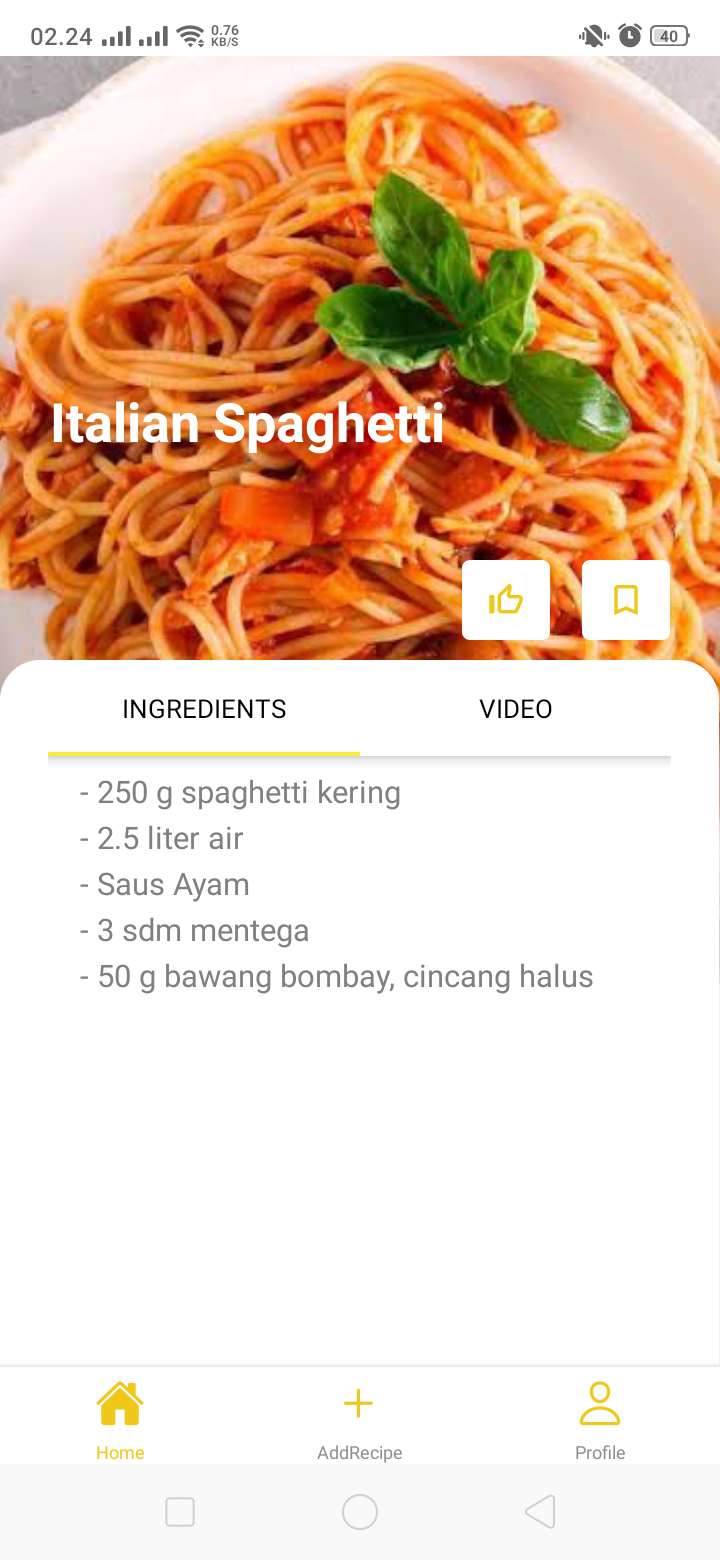 02.24 0.76 KB/S 40
Italian Spaghetti
INGREDIENTS VIDEO
- 250 g spaghetti kering
- 2.5 liter air
- Saus Ayam
- 3 sdm mentega
- 50 g bawang bombay, cincang halus
Home AddRecipe Profile